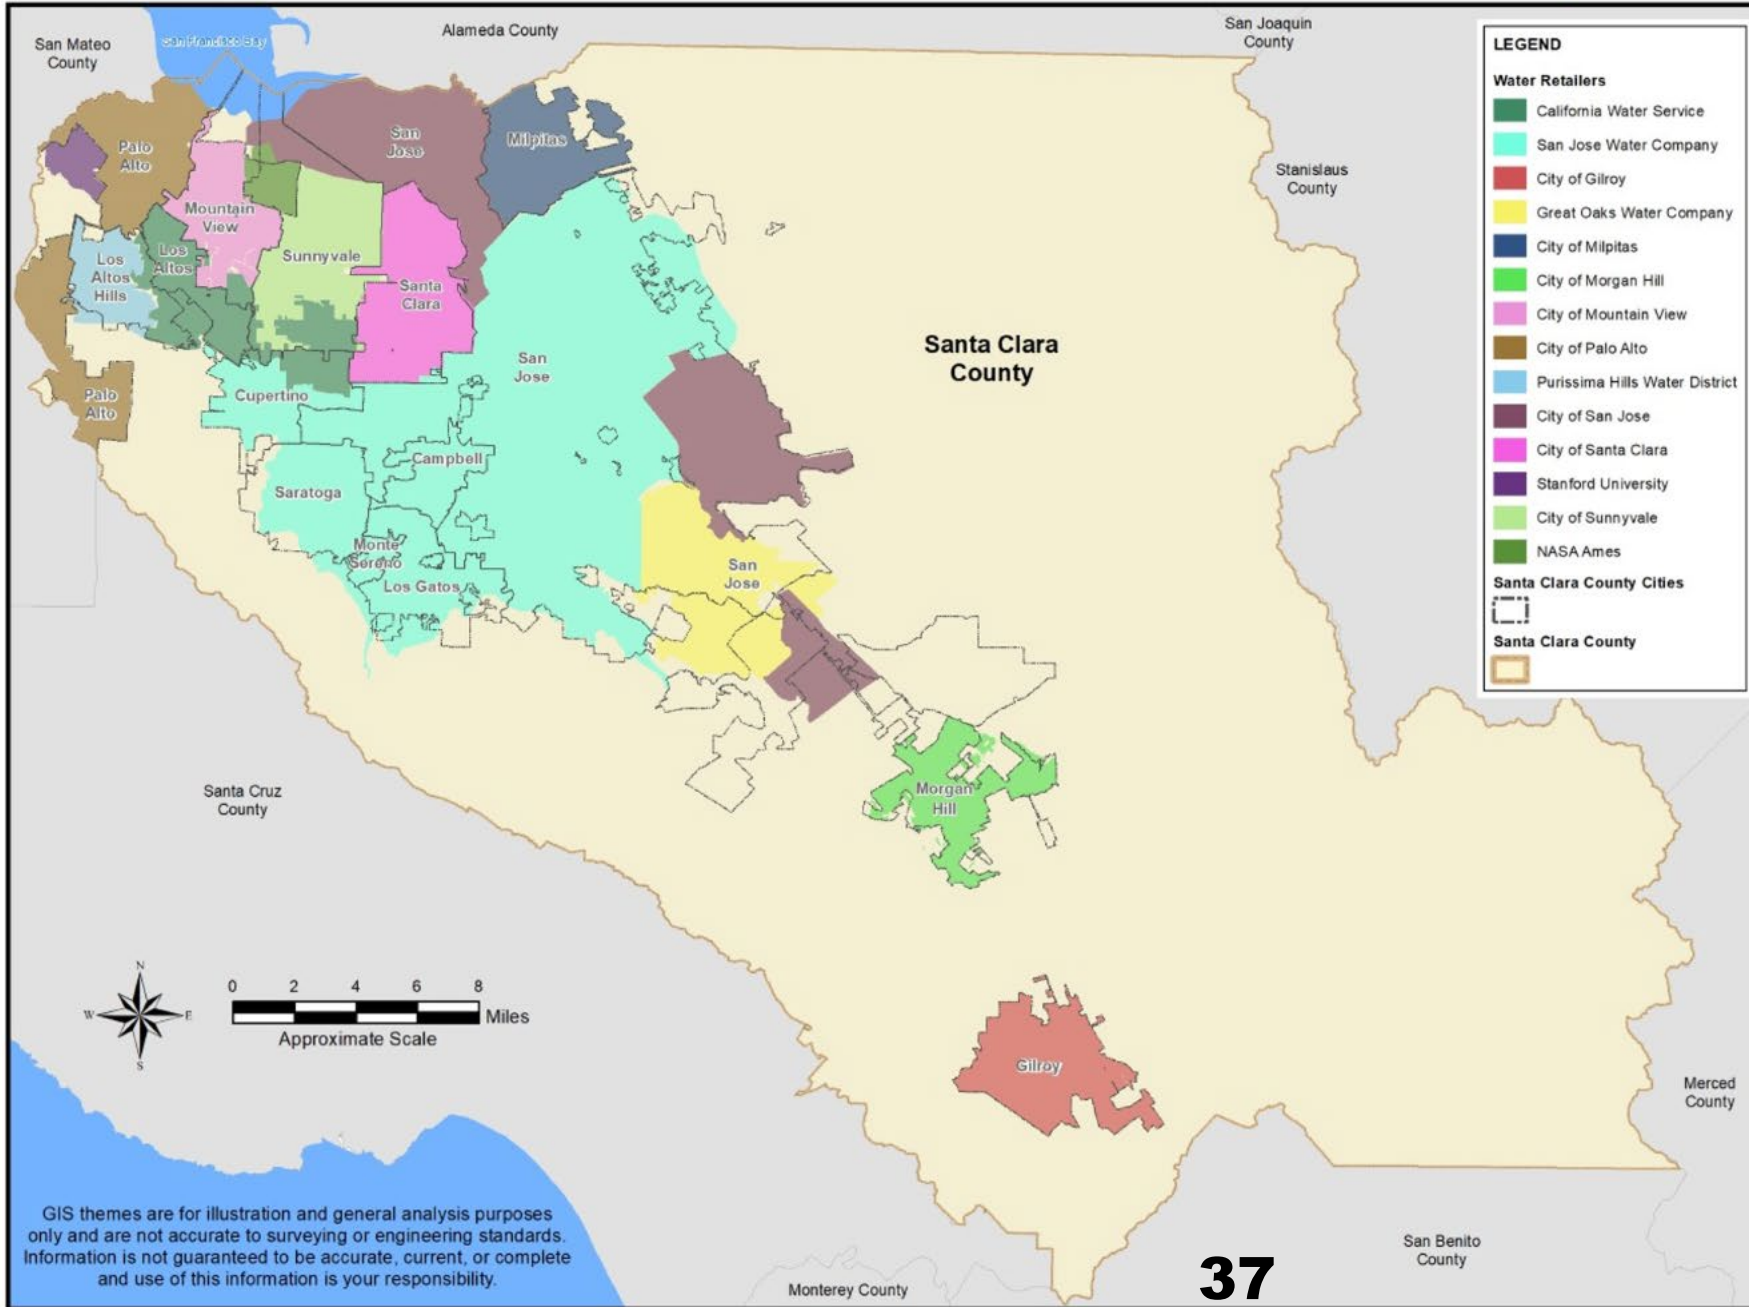 San Mateo
County
San Francisco Bay
Alameda County
San Joaquin
County
Stanislaus
County
Palo
Alto
San
Jose
Milpitas
Mountain
View
Los
Altos
Hills
Los
Altos
Sunnyvale
Santa
Clara
San
Jose
Santa Clara
County
Palo
Alto
Cupertino
Campbell
Saratoga
Monte
Sereno
Los Gatos
San
Jose
Morgan
Hill
Santa Cruz
County
Gilroy
Merced
County
San Benito
County
Monterey County
LEGEND
Water Retailers
California Water Service
San Jose Water Company
City of Gilroy
Great Oaks Water Company
City of Milpitas
City of Morgan Hill
City of Mountain View
City of Palo Alto
Purissima Hills Water District
City of San Jose
City of Santa Clara
Stanford University
City of Sunnyvale
NASA Ames
Santa Clara County Cities
Santa Clara County
N
W E
S
0 2 4 6 8
Miles
Approximate Scale
GIS themes are for illustration and general analysis purposes
only and are not accurate to surveying or engineering standards.
Information is not guaranteed to be accurate, current, or complete
and use of this information is your responsibility.
37